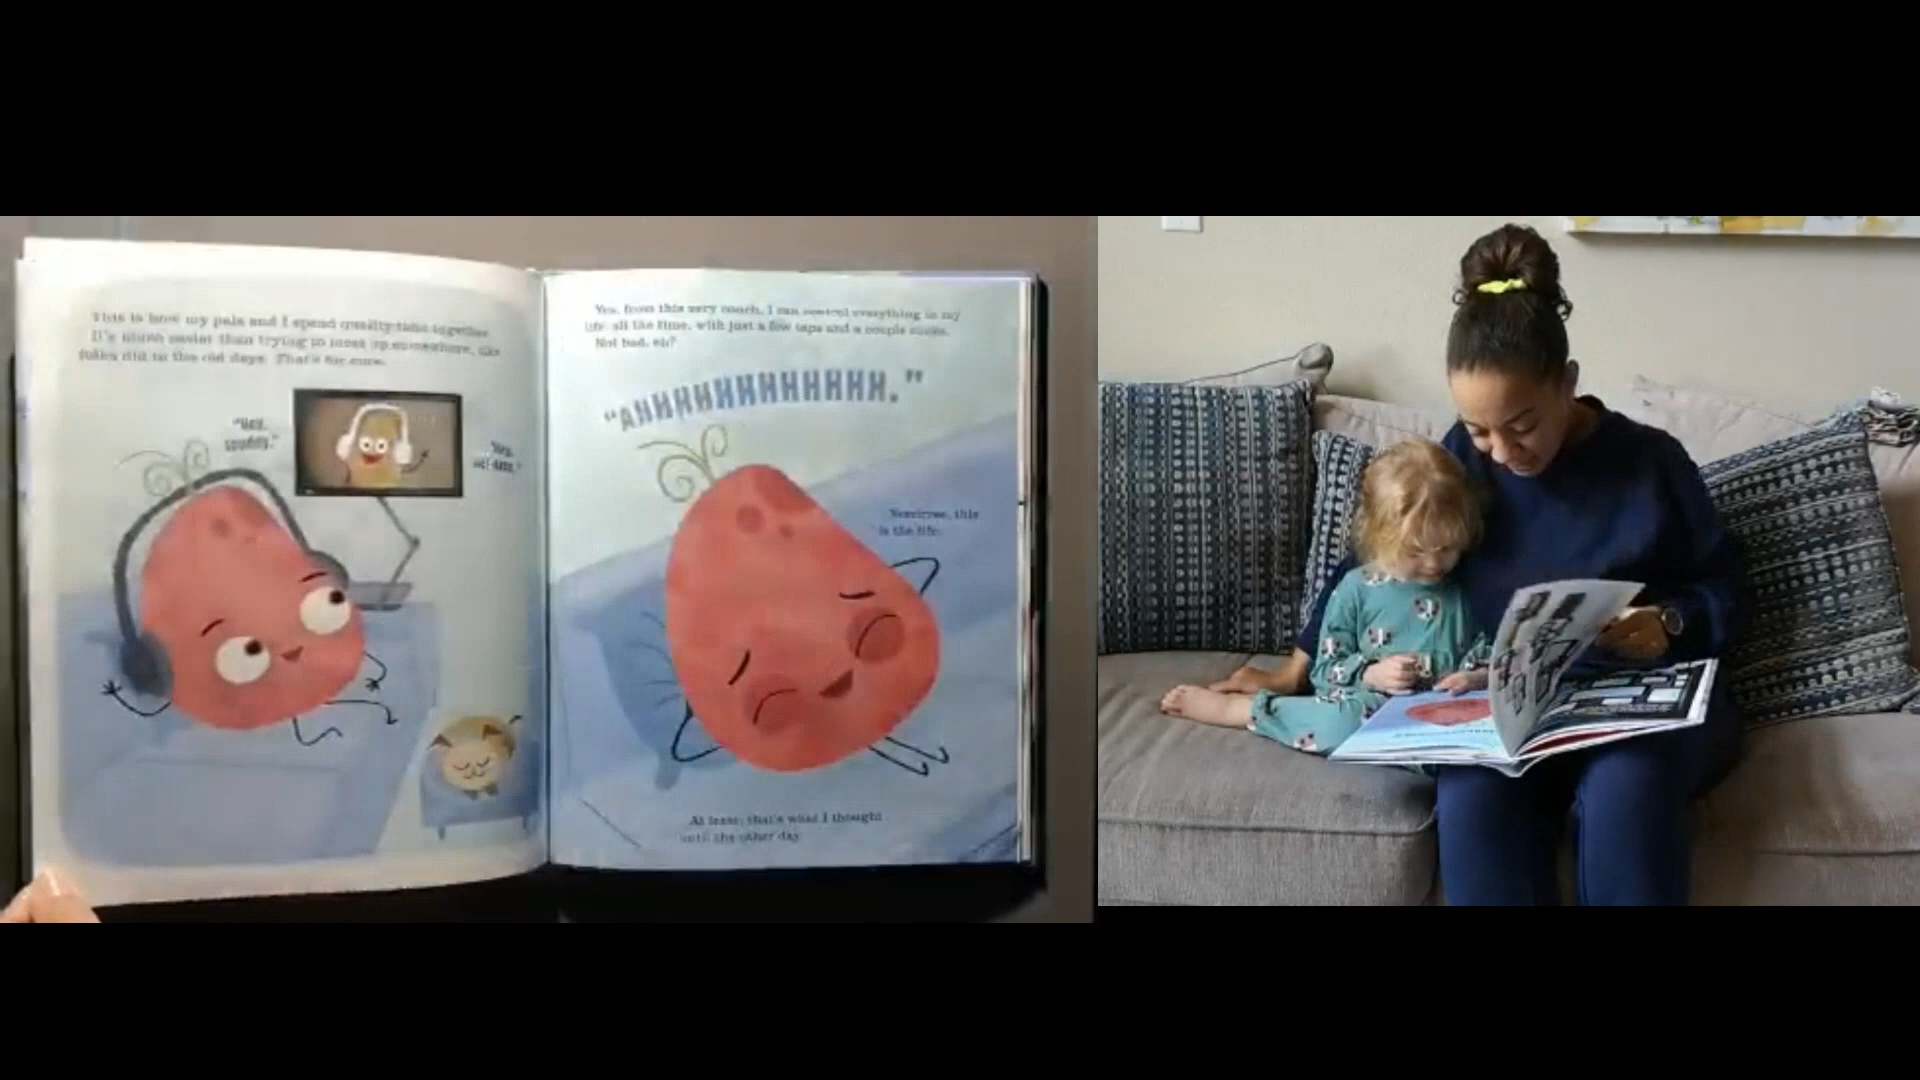 This is how my pals and I spend quality time together.
It's much easier than trying to meet up somewhere, like
folks did in the old days. That's for sure.
"Hey,
spuddy."
"Hey,
Yes, from this very couch, I can control everything in my
life all the time, with just a few taps and a couple clicks.
Not bad, eh?
"AHHHHHHHHHHHH."
Yessirree, this
is the life.
At least, that's what I thought
until the other day.